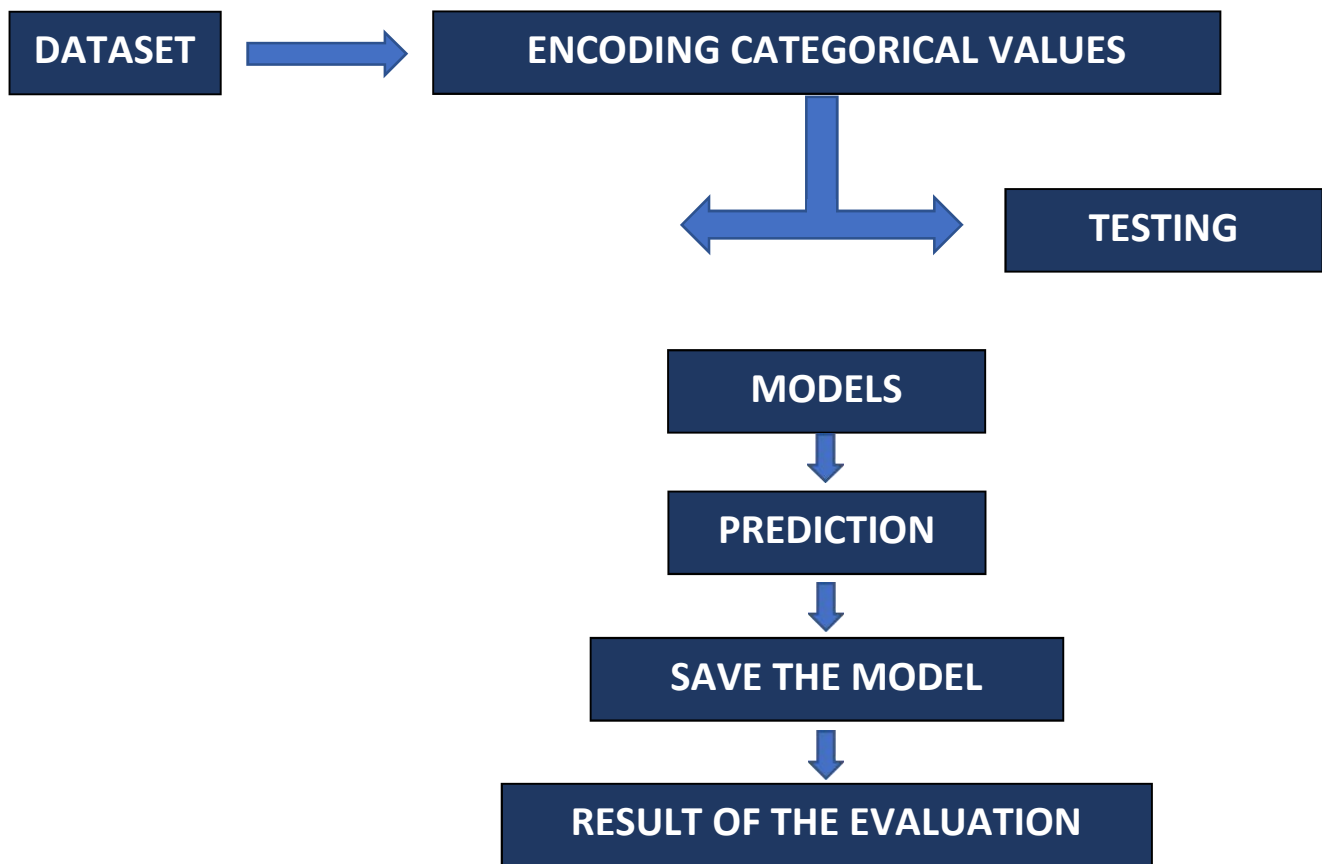 DATASET
ENCODING CATEGORICAL VALUES
TESTING
MODELS
PREDICTION
SAVE THE MODEL
RESULT OF THE EVALUATION